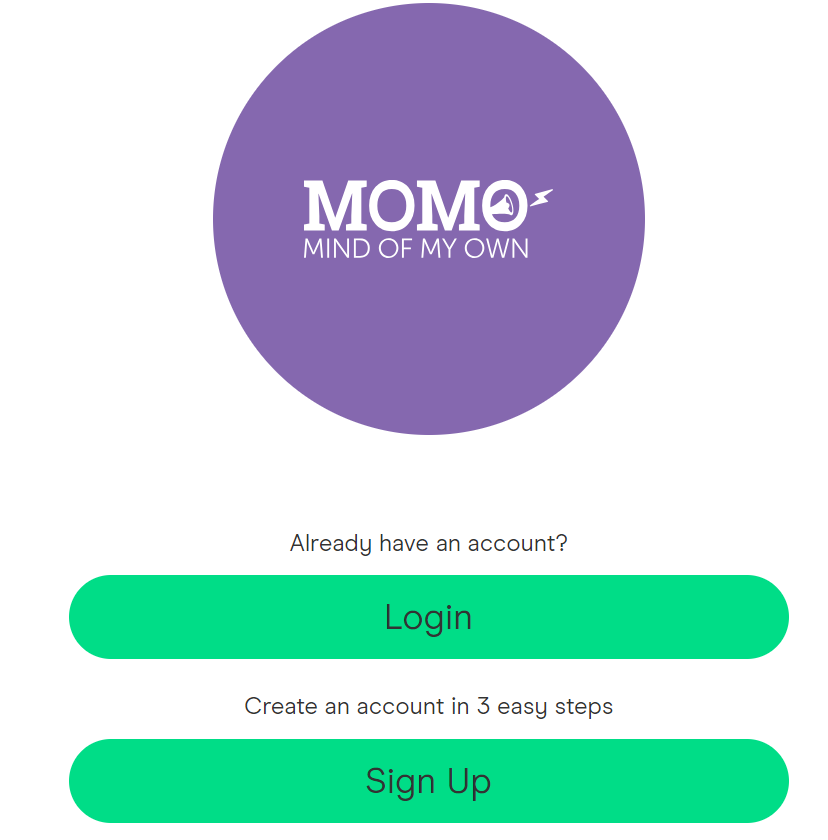 MOMO
MIND OF MY OWN
Already have an account?
Login
Create an account in 3 easy steps
Sign Up